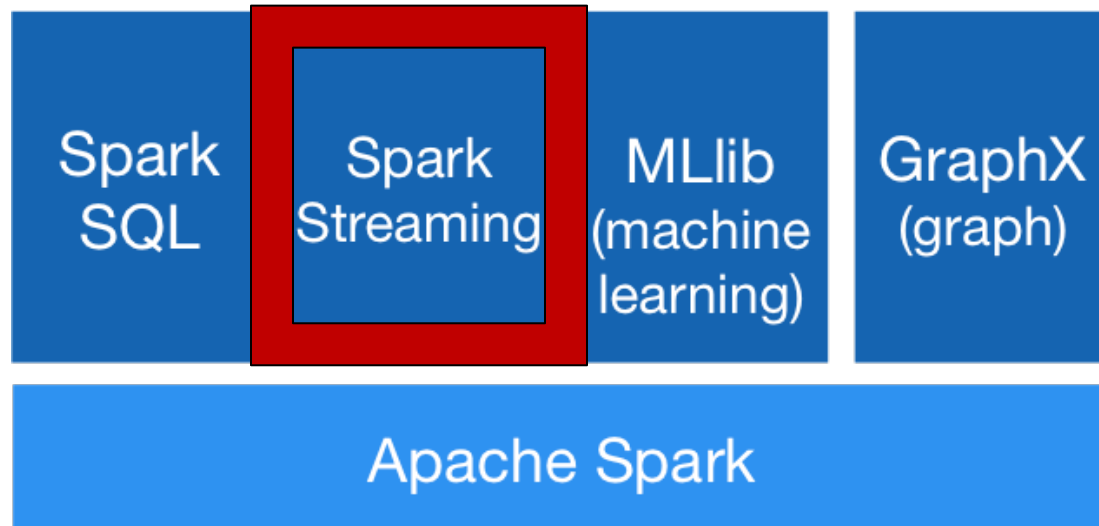 Spark
SQL
Spark
Streaming
MLlib
(machine
learning)
GraphX
(graph)
Apache Spark